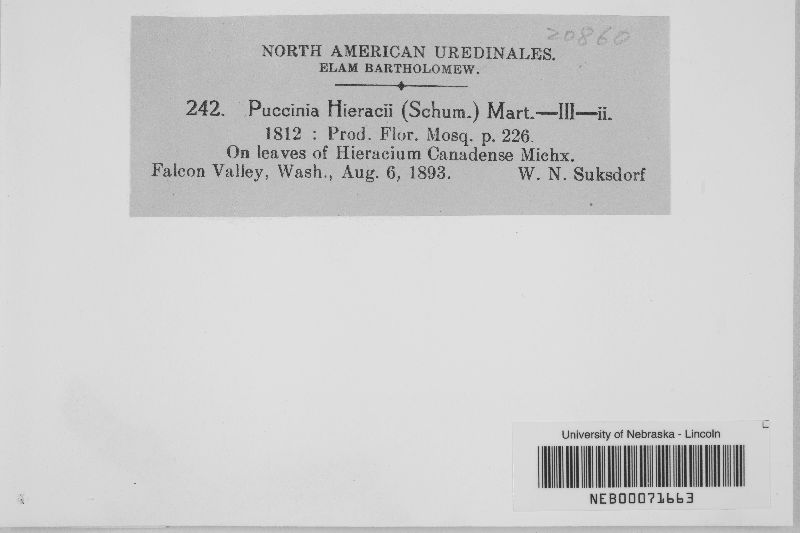 20860
NORTH AMERICAN UREDINALES.
ELAM BARTHOLOMEW.
242. Puccinia Hieracii (Schum.) Mart.—III—ii.
1812 : Prod. Flor. Mosq. p. 226.
On leaves of Hieracium Canadense Michx.
Falcon Valley, Wash., Aug. 6, 1893. W. N. Suksdorf
University of Nebraska - Lincoln
NEB00071663